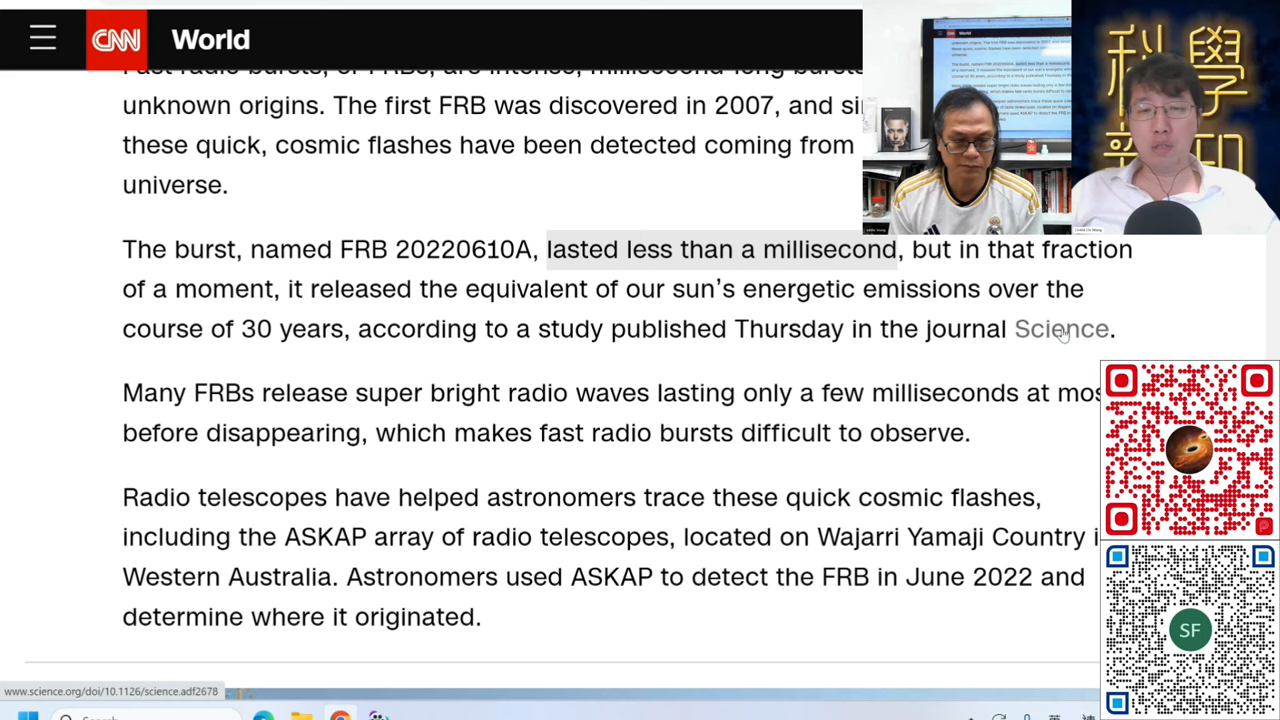 CNN World
unknown origins. The first FRB was discovered in 2007, and si
these quick, cosmic flashes have been detected coming from
universe.
The burst, named FRB 20220610A, lasted less than a millisecond, but in that fraction
of a moment, it released the equivalent of our sun’s energetic emissions over the
course of 30 years, according to a study published Thursday in the journal Science.
Many FRBs release super bright radio waves lasting only a few milliseconds at mos
before disappearing, which makes fast radio bursts difficult to observe.
Radio telescopes have helped astronomers trace these quick cosmic flashes,
including the ASKAP array of radio telescopes, located on Wajarri Yamaji Country i
Western Australia. Astronomers used ASKAP to detect the FRB in June 2022 and
determine where it originated.
科學
SF
www.science.org/doi/10.1126/science.adf2678
Search
英